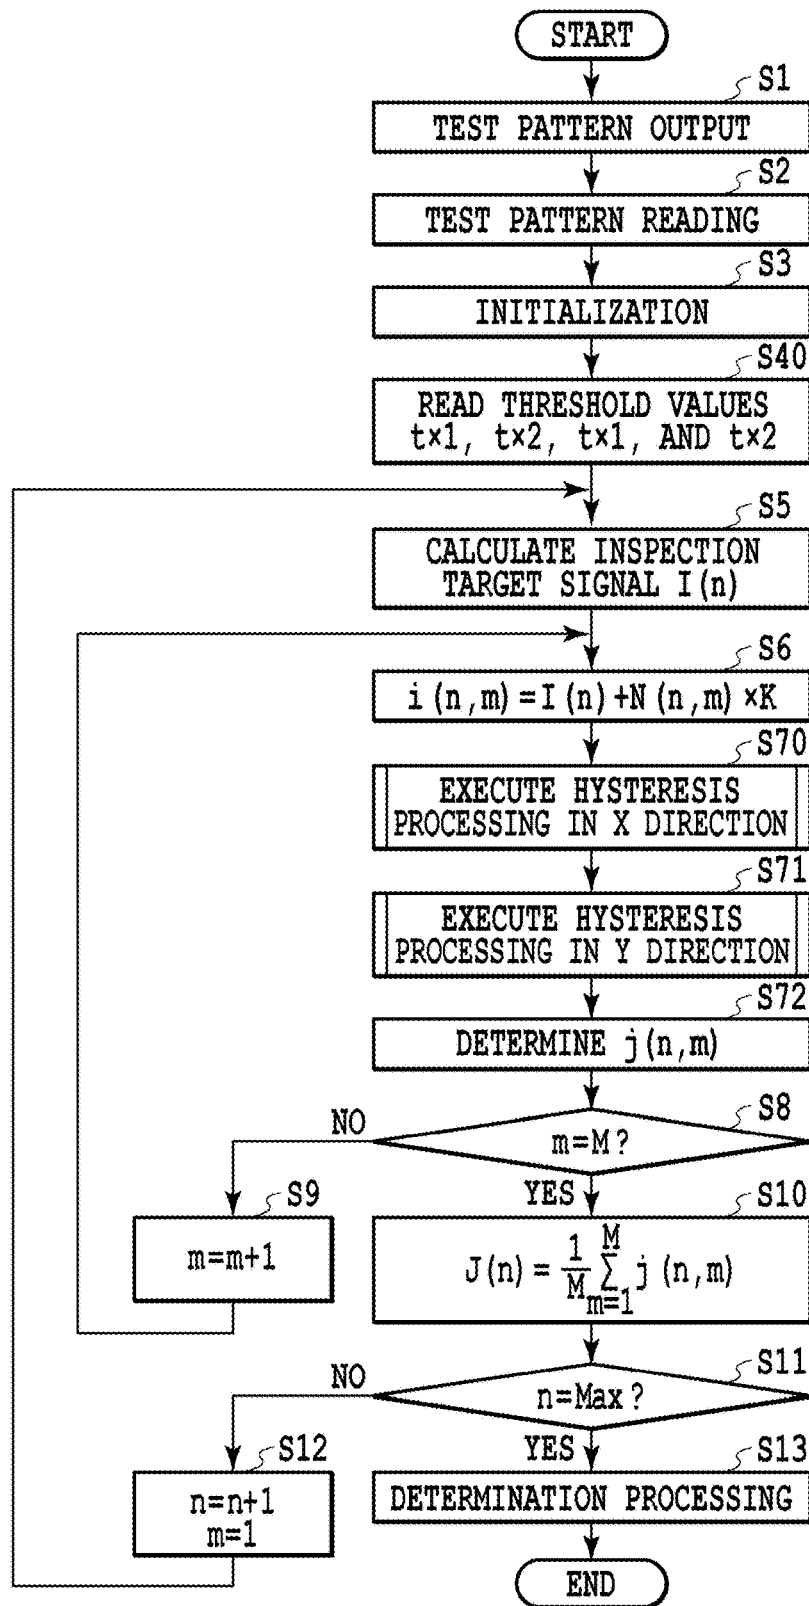 START
S1
TEST PATTERN OUTPUT
S2
TEST PATTERN READING
S3
INITIALIZATION
S40
READ THRESHOLD VALUES
t×1, t×2, t×1, AND t×2
S5
CALCULATE INSPECTION
TARGET SIGNAL I(n)
S6
i(n,m)=I(n)+N(n,m)×K
S70
EXECUTE HYSTERESIS
PROCESSING IN X DIRECTION
S71
EXECUTE HYSTERESIS
PROCESSING IN Y DIRECTION
S72
DETERMINE j(n,m)
S8
m=M?
NO
YES
S9
m=m+1
S10
J(n)=1/M M∑m=1 j(n,m)
S11
n=Max?
NO
YES
S12
n=n+1
m=1
S13
DETERMINATION PROCESSING
END